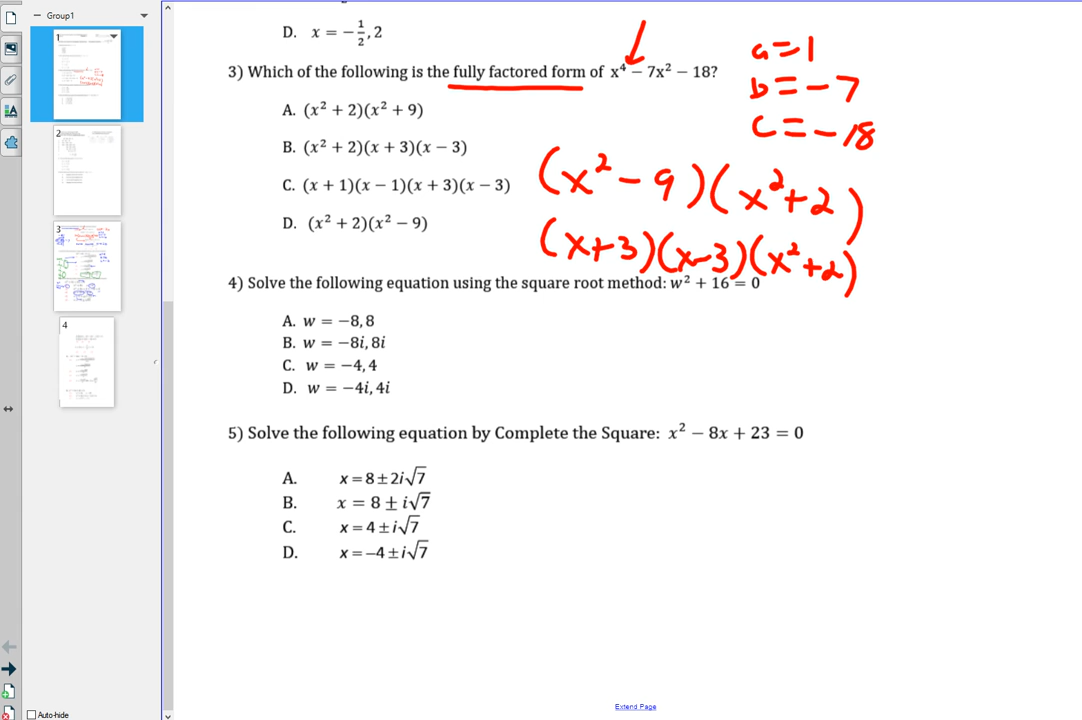 Group1
D. x = −1/2, 2
3) Which of the following is the fully factored form of x⁴ − 7x² − 18?
a=1
b=-7
c=-18
A. (x² + 2)(x² + 9)
B. (x² + 2)(x + 3)(x − 3)
C. (x + 1)(x − 1)(x + 3)(x − 3)
D. (x² + 2)(x² − 9)
(x²-9)(x²+2)
(x+3)(x-3)(x²+2)
4) Solve the following equation using the square root method: w² + 16 = 0
A. w = −8, 8
B. w = −8i, 8i
C. w = −4, 4
D. w = −4i, 4i
5) Solve the following equation by Complete the Square: x² − 8x + 23 = 0
A. x = 8 ± 2i√7
B. x = 8 ± i√7
C. x = 4 ± i√7
D. x = −4 ± i√7
1
2
3
4
Auto-hide
Extend Page